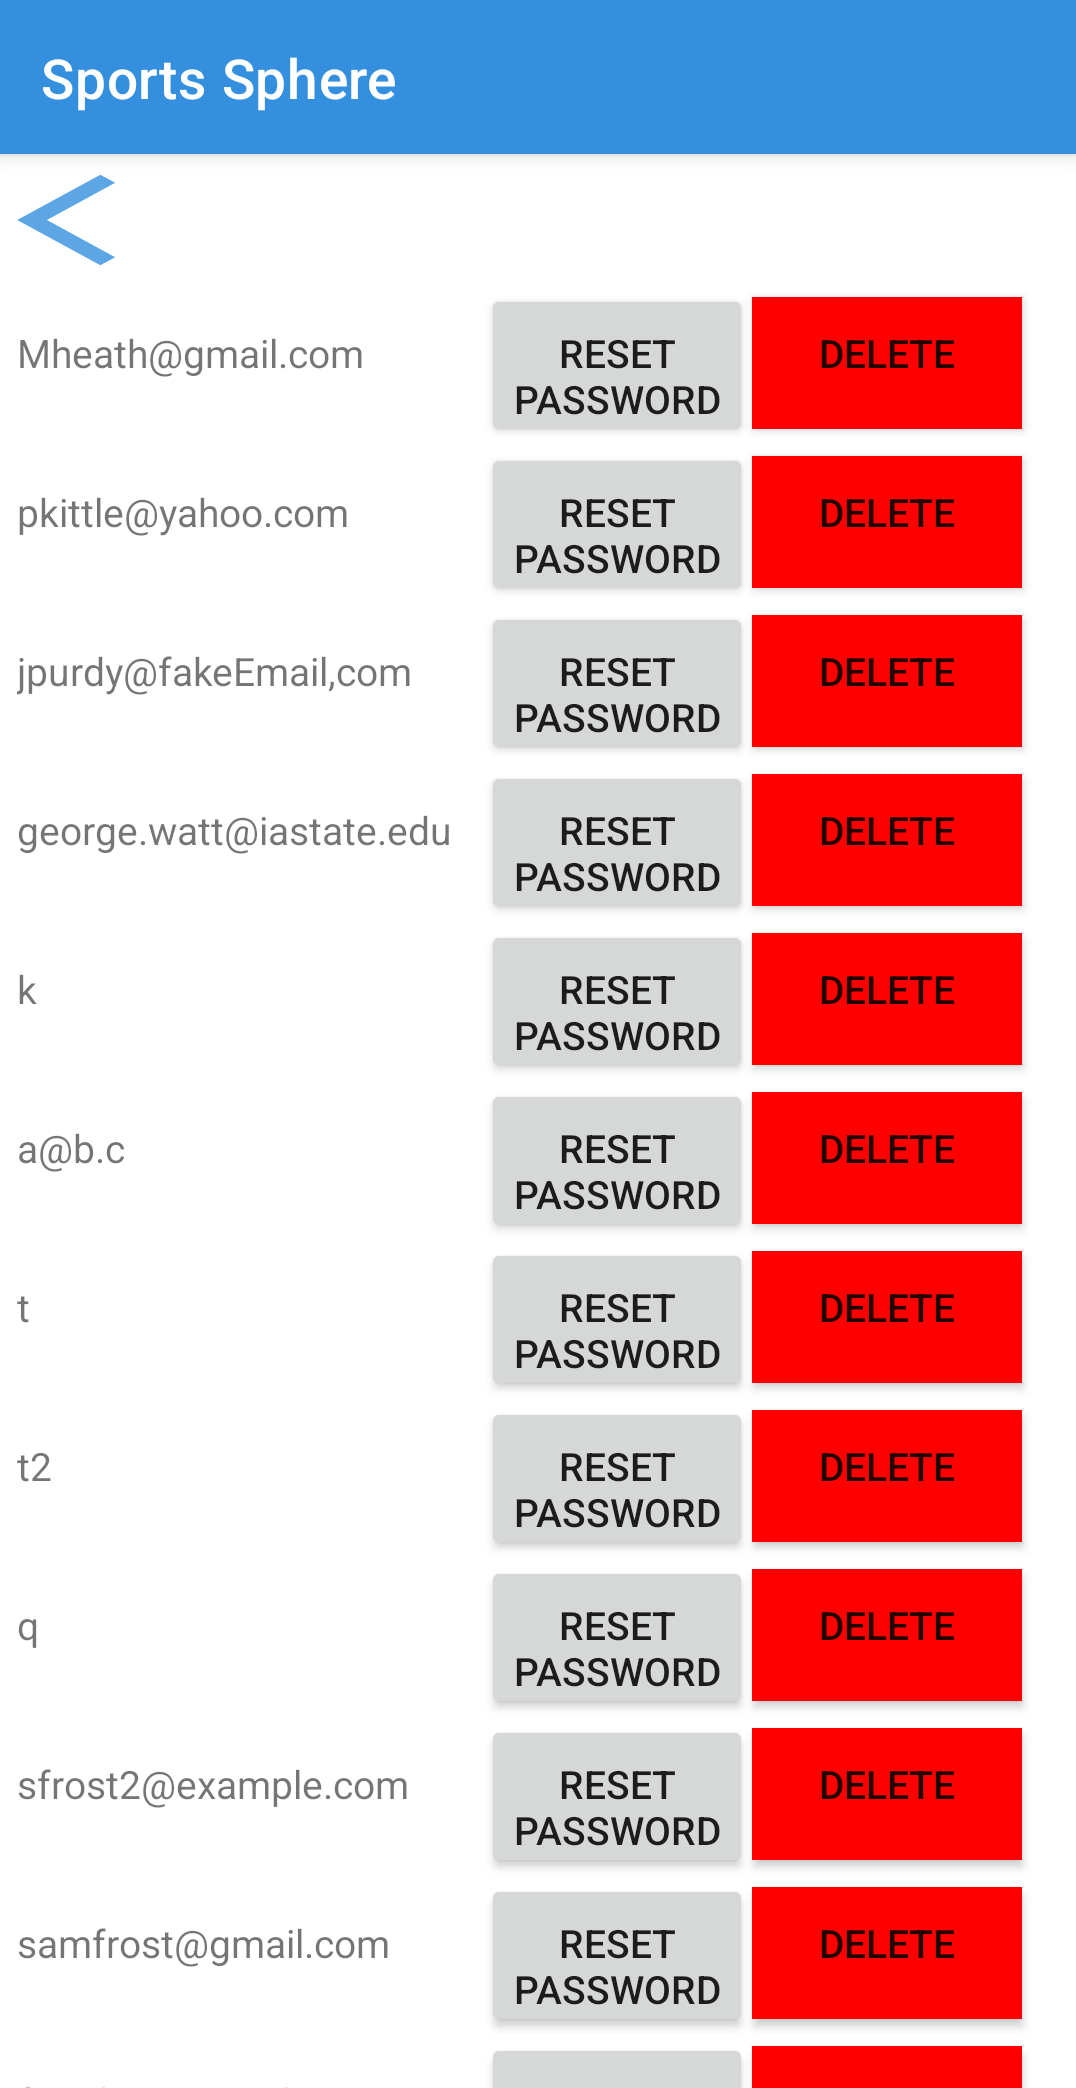 Sports Sphere
Mheath@gmail.com
RESET
PASSWORD
DELETE
pkittle@yahoo.com
RESET
PASSWORD
DELETE
jpurdy@fakeEmail,com
RESET
PASSWORD
DELETE
george.watt@iastate.edu
RESET
PASSWORD
DELETE
k
RESET
PASSWORD
DELETE
a@b.c
RESET
PASSWORD
DELETE
t
RESET
PASSWORD
DELETE
t2
RESET
PASSWORD
DELETE
q
RESET
PASSWORD
DELETE
sfrost2@example.com
RESET
PASSWORD
DELETE
samfrost@gmail.com
RESET
PASSWORD
DELETE